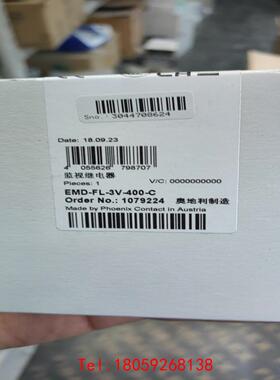 Sno.: 3044708624
Date: 18.09.23
4 055626 798707
监视继电器
V/C: 0000000000
Pieces: 1
EMD-FL-3V-400-C
Order No.: 1079224 奥地利制造
Made by Phoenix Contact in Austria
Tel:18059268138